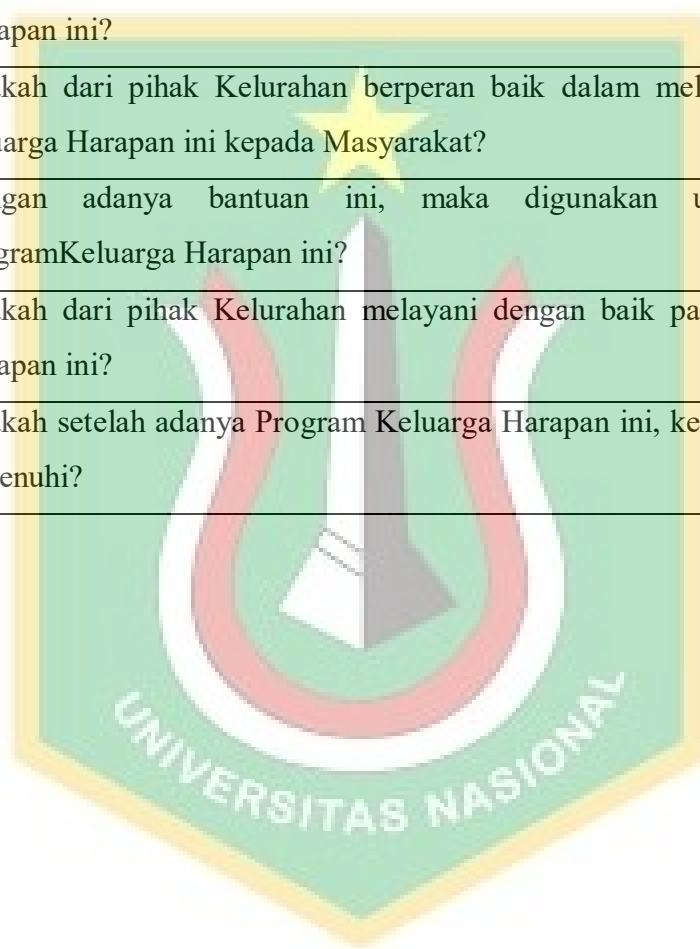 apan ini?
kah dari pihak Kelurahan berperan baik dalam mel
arga Harapan ini kepada Masyarakat?
gan adanya bantuan ini, maka digunakan u
gramKeluarga Harapan ini?
kah dari pihak Kelurahan melayani dengan baik pa
apan ini?
kah setelah adanya Program Keluarga Harapan ini, ke
enuhi?
UNIVERSITAS NASIONAL